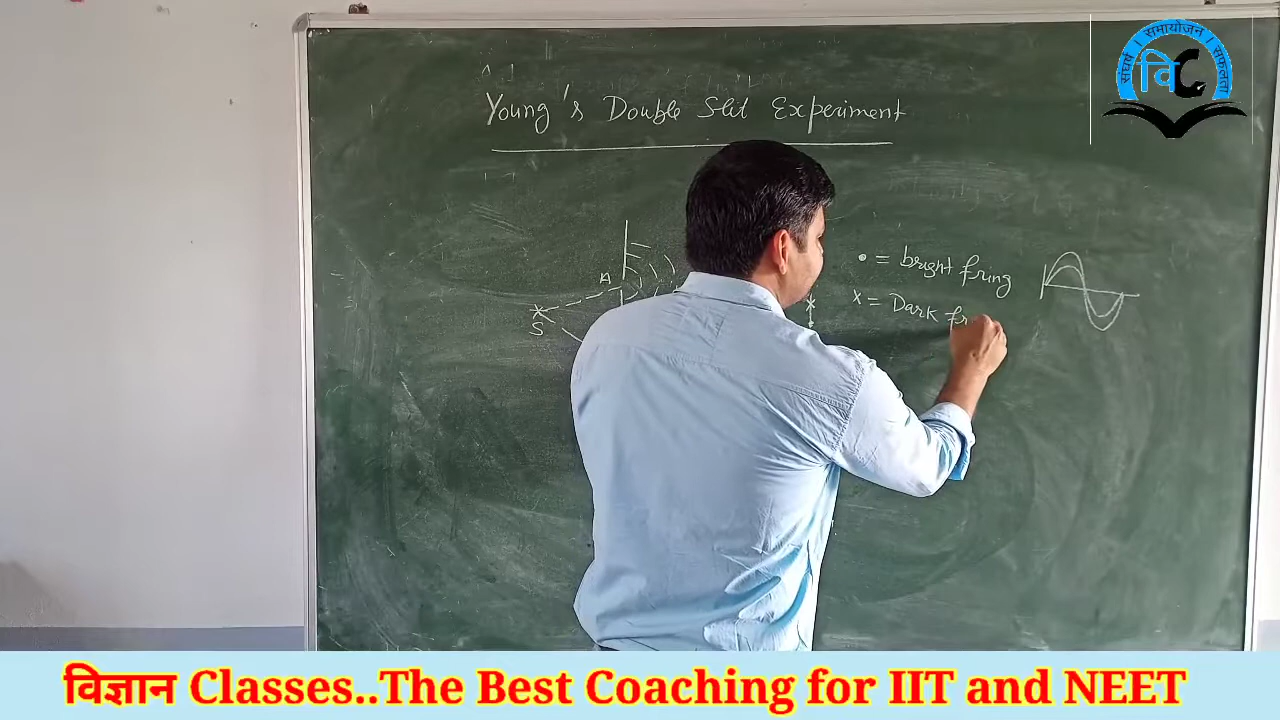 संघर्ष । समायोजन । सफलता
विC
Young's Double Slit Experiment
A
S
• = bright fring
x = Dark fr
विज्ञान Classes..The Best Coaching for IIT and NEET